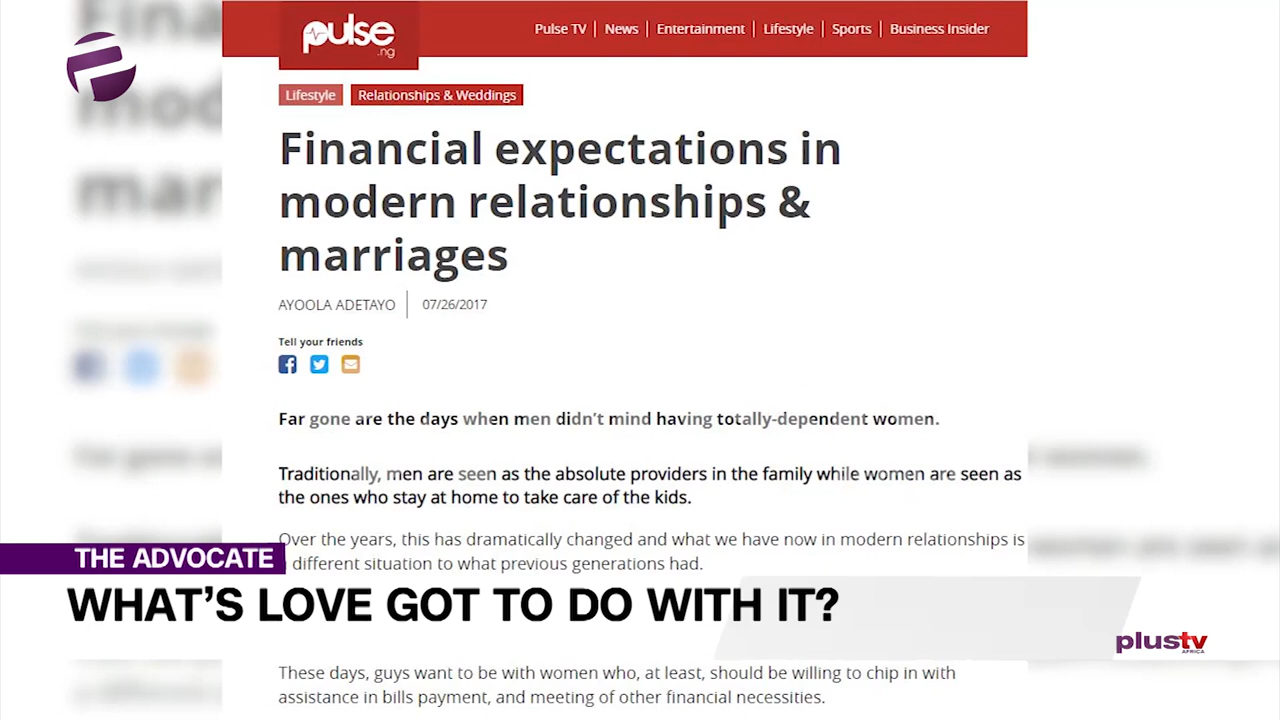 pulse
.ng
Pulse TV | News | Entertainment | Lifestyle | Sports | Business Insider
Lifestyle
Relationships & Weddings
Financial expectations in
modern relationships &
marriages
AYOOLA ADETAYO | 07/26/2017
Tell your friends
Far gone are the days when men didn't mind having totally-dependent women.
Traditionally, men are seen as the absolute providers in the family while women are seen as
the ones who stay at home to take care of the kids.
Over the years, this has dramatically changed and what we have now in modern relationships is
different situation to what previous generations had.
THE ADVOCATE
WHAT'S LOVE GOT TO DO WITH IT?
plustv
AFRICA
These days, guys want to be with women who, at least, should be willing to chip in with
assistance in bills payment, and meeting of other financial necessities.